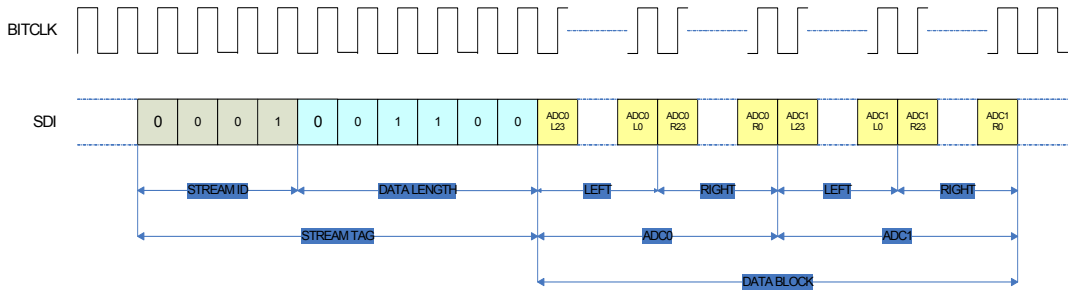 BITCLK
SDI
0 0 0 1 0 0 1 1 0 0 ADC0 L23 ADC0 L0 ADC0 R23 ADC0 R0 ADC1 L23 ADC1 L0 ADC1 R23 ADC1 R0
STREAM ID DATA LENGTH LEFT RIGHT LEFT RIGHT
STREAM TAG ADC0 ADC1
DATA BLOCK